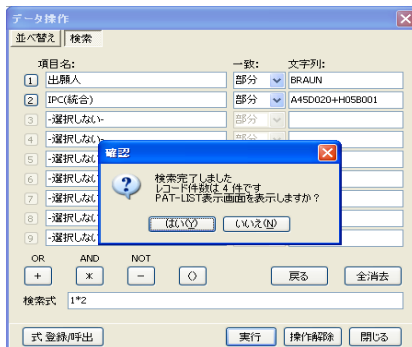 データ操作
並べ替え 検索
項目名: 一致: 文字列:
1 出願人 部分 BRAUN
2 IPC(統合) 部分 A45D020+H05B001
3 -選択しない- 部分
4 -選択しない- 部分
5 -選択しない
6 -選択しない
7 -選択しない
8 -選択しない
9 -選択しない-
確認
検索完了しました
レコード件数は 4 件です
PAT-LIST表示画面を表示しますか?
はい(Y) いいえ(N)
OR AND NOT
+ * - () 戻る 全消去
検索式 1*2
式 登録/呼出 実行 操作解除 閉じる